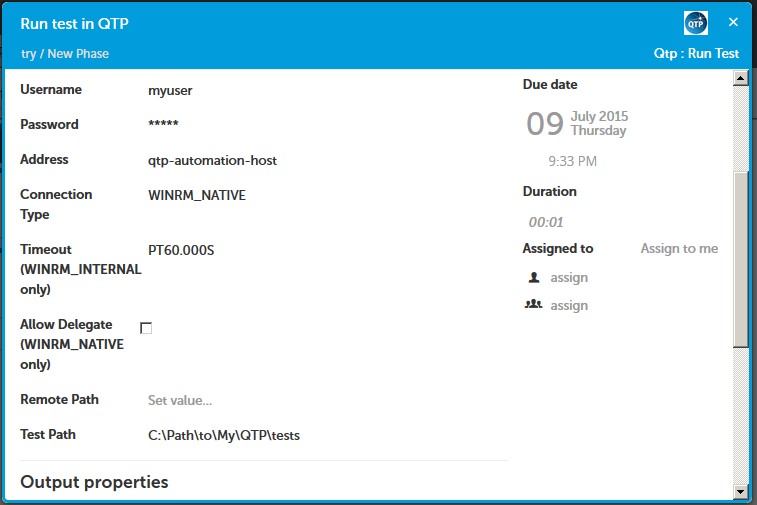 Run test in QTP
QTP
×
try / New Phase
Qtp : Run Test
Username
myuser
Password
*****
Address
qtp-automation-host
Connection
Type
WINRM_NATIVE
Timeout
(WINRM_INTERNAL
only)
PT60.000S
Allow Delegate
(WINRM_NATIVE
only)
Remote Path
Set value...
Test Path
C:\Path\to\My\QTP\tests
Output properties
Due date
09
July 2015
Thursday
9:33 PM
Duration
00:01
Assigned to
Assign to me
assign
assign